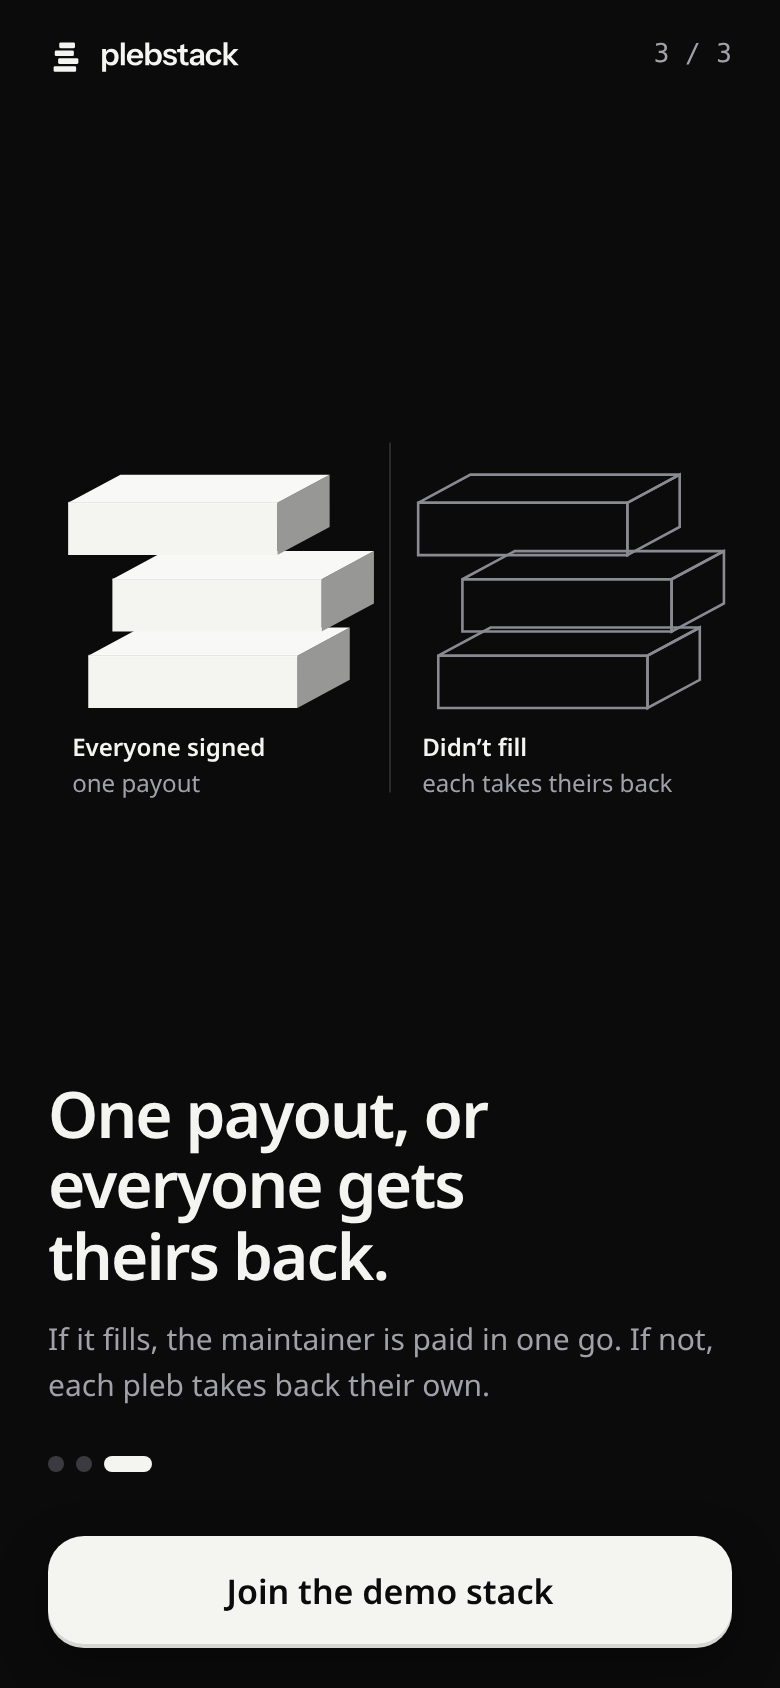 plebstack
3 / 3
Everyone signed
one payout
Didn’t fill
each takes theirs back
One payout, or
everyone gets
theirs back.
If it fills, the maintainer is paid in one go. If not,
each pleb takes back their own.
Join the demo stack